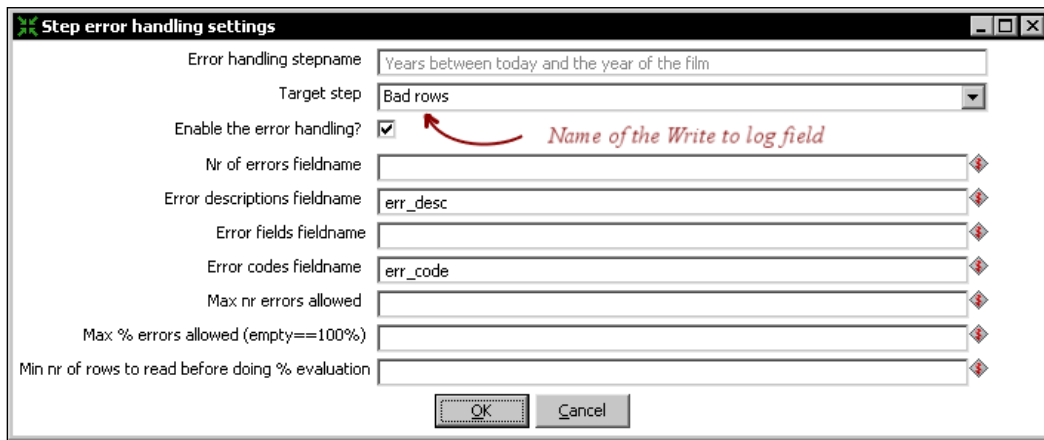 Step error handling settings
Error handling stepname Years between today and the year of the film
Target step Bad rows
Enable the error handling? Name of the Write to log field
Nr of errors fieldname
Error descriptions fieldname err_desc
Error fields fieldname
Error codes fieldname err_code
Max nr errors allowed
Max % errors allowed (empty==100%)
Min nr of rows to read before doing % evaluation
OK Cancel